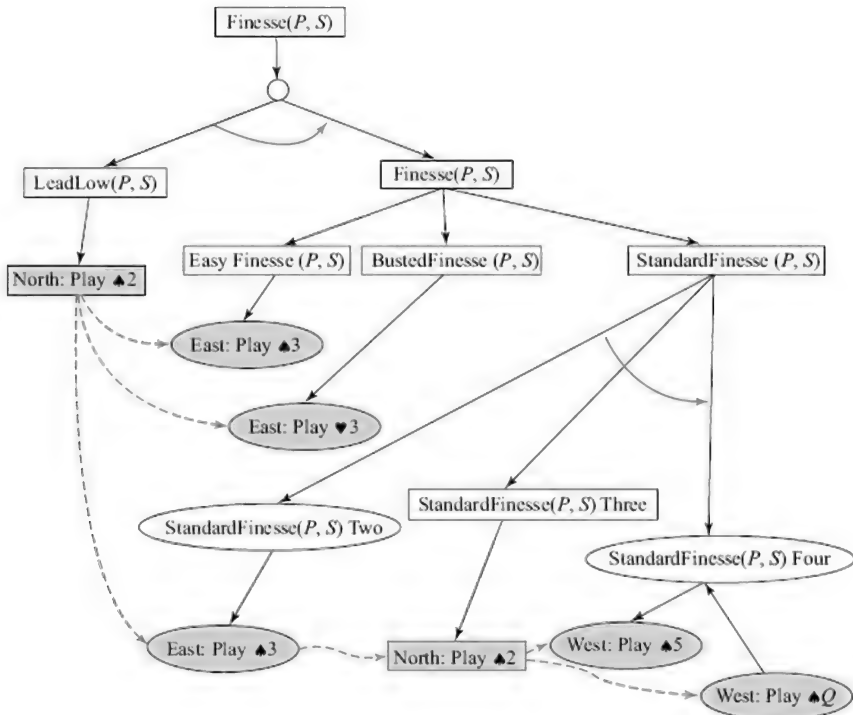 Finesse(P, S)
LeadLow(P, S)
Finesse(P, S)
Easy Finesse (P, S)
BustedFinesse (P, S)
StandardFinesse (P, S)
North: Play ♠2
East: Play ♠3
East: Play ♥3
StandardFinesse(P, S) Two
StandardFinesse(P, S) Three
StandardFinesse(P, S) Four
East: Play ♠3
North: Play ♠2
West: Play ♠5
West: Play ♠Q